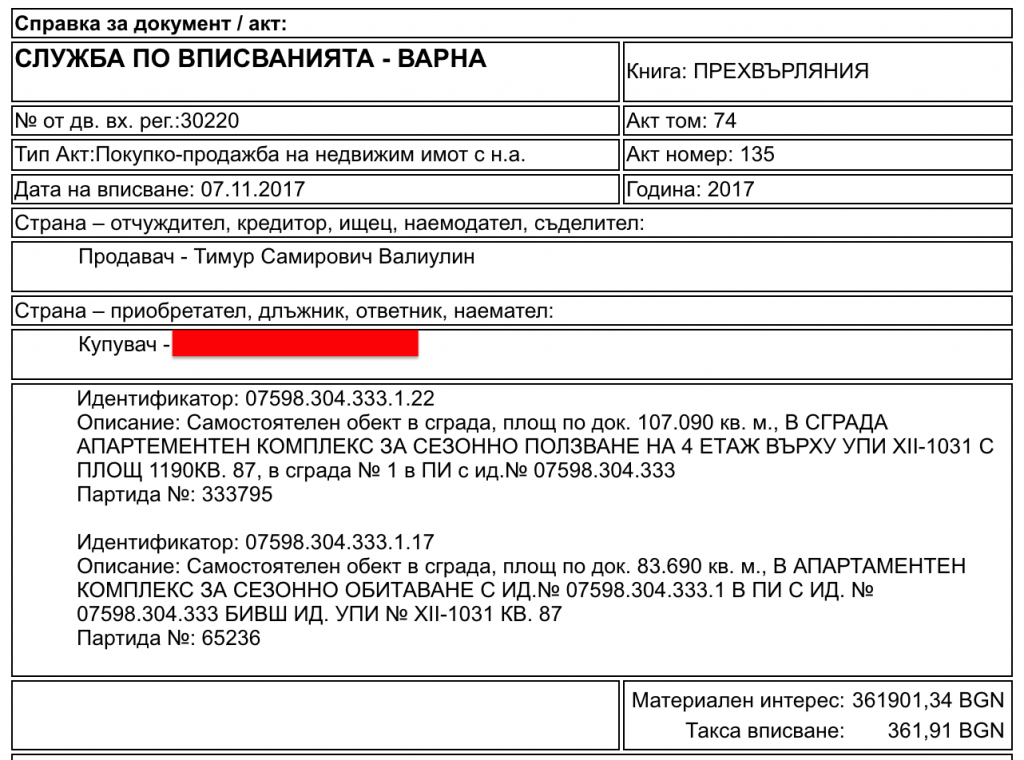 Справка за документ / акт:
СЛУЖБА ПО ВПИСВАНИЯТА - ВАРНА
Книга: ПРЕХВЪРЛЯНИЯ
№ от дв. вх. рег.:30220
Акт том: 74
Тип Акт:Покупко-продажба на недвижим имот с н.а.
Акт номер: 135
Дата на вписване: 07.11.2017
Година: 2017
Страна – отчуждител, кредитор, ищец, наемодател, съделител:
Продавач - Тимур Самирович Валиулин
Страна – приобретател, длъжник, ответник, наемател:
Купувач -
Идентификатор: 07598.304.333.1.22
Описание: Самостоятелен обект в сграда, площ по док. 107.090 кв. м., В СГРАДА
АПАРТЕМЕНТЕН КОМПЛЕКС ЗА СЕЗОННО ПОЛЗВАНЕ НА 4 ЕТАЖ ВЪРХУ УПИ XII-1031 С
ПЛОЩ 1190КВ. 87, в сграда № 1 в ПИ с ид.№ 07598.304.333
Партида №: 333795
Идентификатор: 07598.304.333.1.17
Описание: Самостоятелен обект в сграда, площ по док. 83.690 кв. м., В АПАРТАМЕНТЕН
КОМПЛЕКС ЗА СЕЗОННО ОБИТАВАНЕ С ИД.№ 07598.304.333.1 В ПИ С ИД. №
07598.304.333 БИВШ ИД. УПИ № XII-1031 КВ. 87
Партида №: 65236
Материален интерес: 361901,34 BGN
Такса вписване: 361,91 BGN